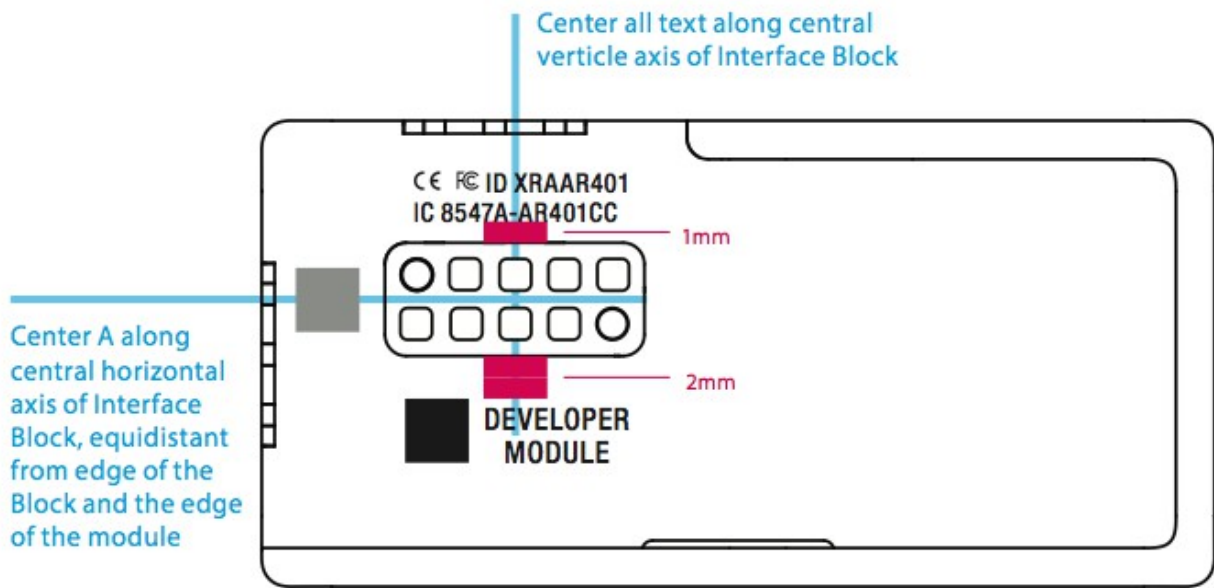 Center all text along central
verticle axis of Interface Block
CE FC ID XRAAR401
IC 8547A-AR401CC
1mm
Center A along
central horizontal
axis of Interface
Block, equidistant
from edge of the
Block and the edge
of the module
2mm
DEVELOPER
MODULE